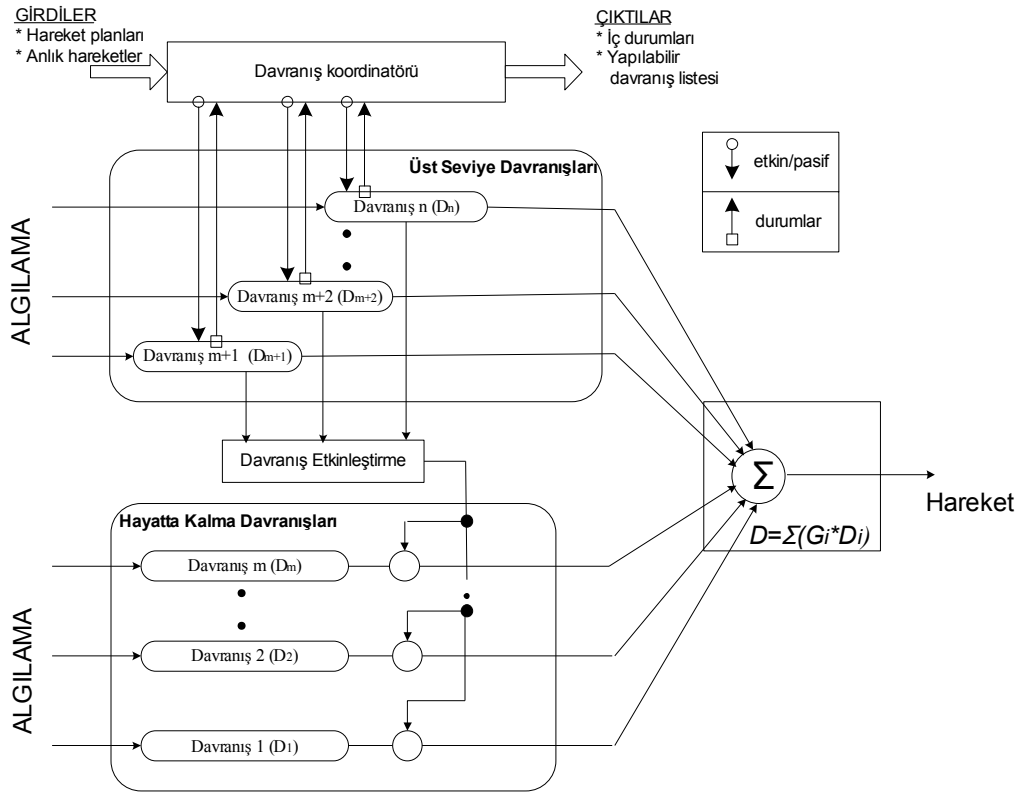 GİRDİLER
* Hareket planları
* Anlık hareketler
Davranış koordinatörü
ÇIKTILAR
* İç durumları
* Yapılabilir
davranış listesi
etkin/pasif
durumlar
Üst Seviye Davranışları
ALGILAMA
Davranış n (Dn)
Davranış m+2 (Dm+2)
Davranış m+1 (Dm+1)
Davranış Etkinleştirme
Σ
D=Σ(Gi*Di)
Hareket
Hayatta Kalma Davranışları
ALGILAMA
Davranış m (Dm)
Davranış 2 (D2)
Davranış 1 (D1)